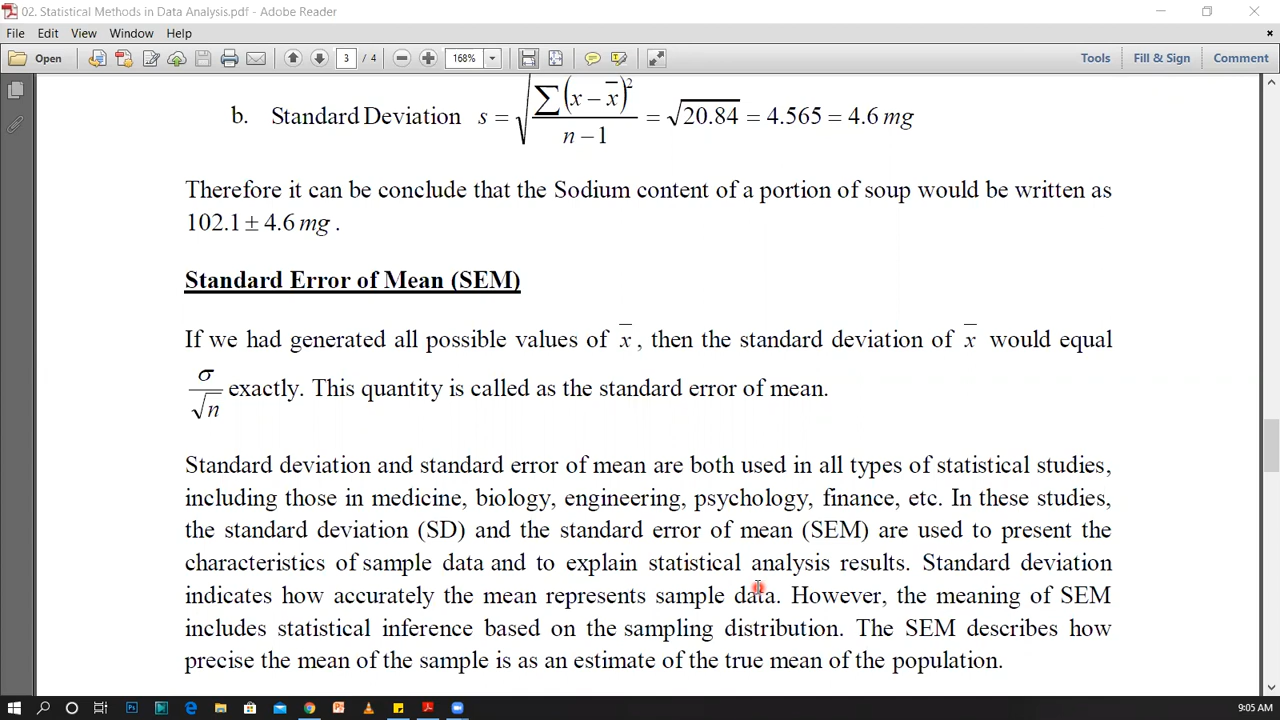 02. Statistical Methods in Data Analysis.pdf - Adobe Reader
File Edit View Window Help
Open 3 / 4 168% Tools Fill & Sign Comment
b. Standard Deviation s = √(∑(x − x̅)² / (n − 1)) = √20.84 = 4.565 = 4.6 mg
Therefore it can be conclude that the Sodium content of a portion of soup would be written as
102.1 ± 4.6 mg .
Standard Error of Mean (SEM)
If we had generated all possible values of x̅ , then the standard deviation of x̅ would equal
σ/√n exactly. This quantity is called as the standard error of mean.
Standard deviation and standard error of mean are both used in all types of statistical studies,
including those in medicine, biology, engineering, psychology, finance, etc. In these studies,
the standard deviation (SD) and the standard error of mean (SEM) are used to present the
characteristics of sample data and to explain statistical analysis results. Standard deviation
indicates how accurately the mean represents sample data. However, the meaning of SEM
includes statistical inference based on the sampling distribution. The SEM describes how
precise the mean of the sample is as an estimate of the true mean of the population.
9:05 AM